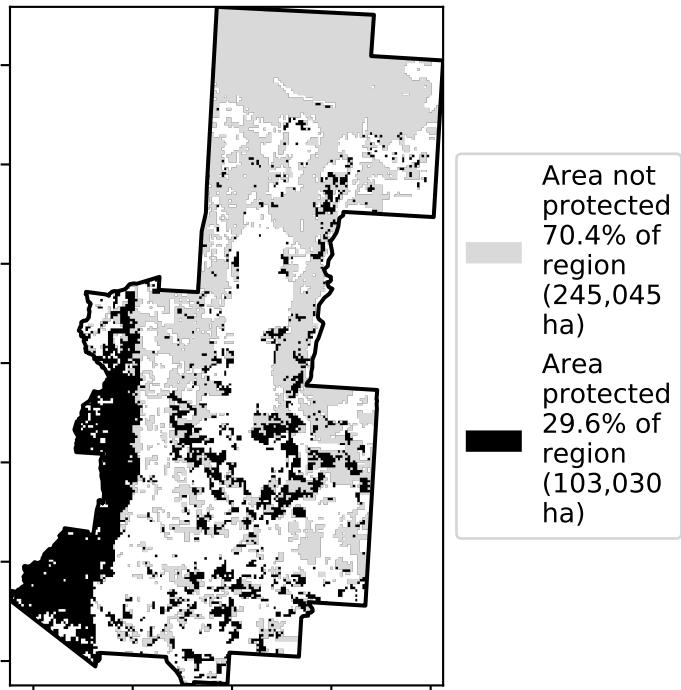 Area not
protected
70.4% of
region
(245,045
ha)
Area
protected
29.6% of
region
(103,030
ha)